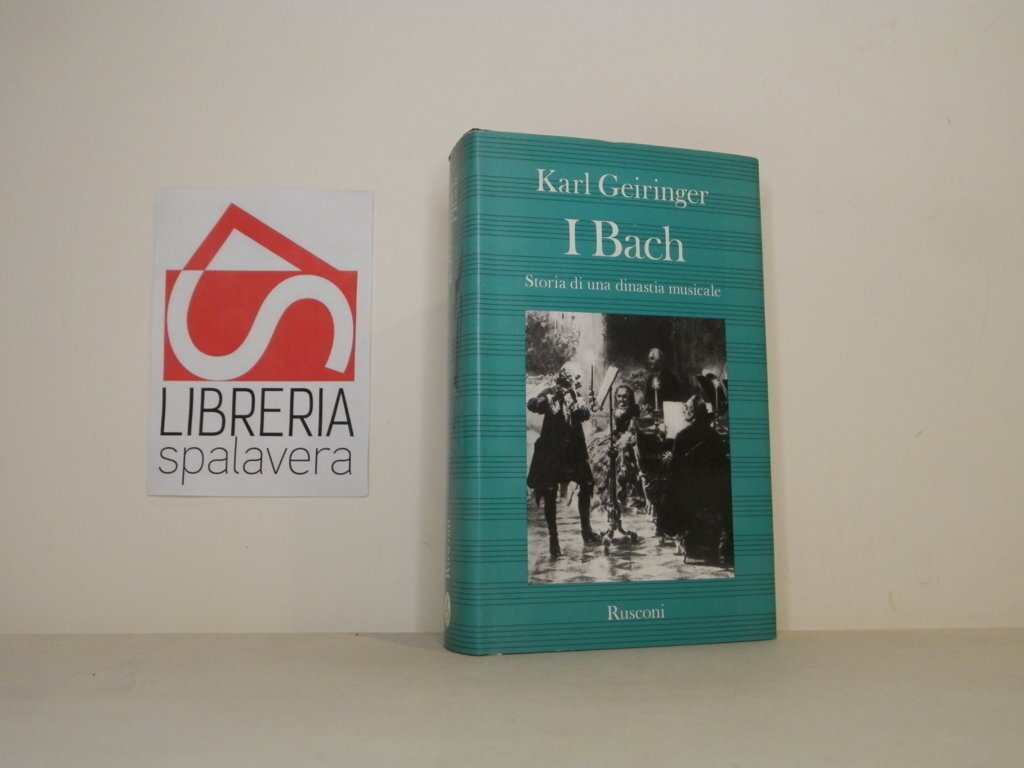 LIBRERIA
spalavera
Karl Geiringer
I Bach
Storia di una dinastia musicale
Rusconi